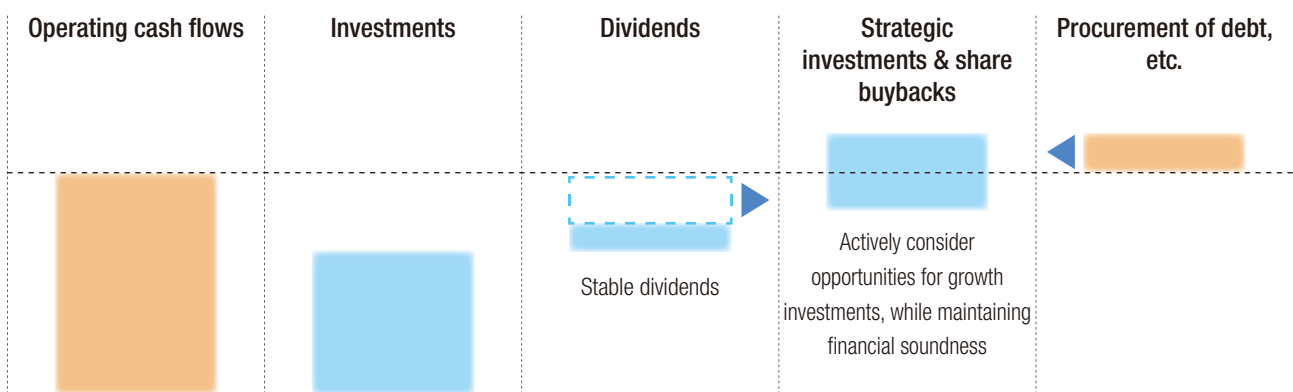 Operating cash flows
Investments
Dividends
Strategic
investments & share
buybacks
Procurement of debt,
etc.
Stable dividends
Actively consider
opportunities for growth
investments, while maintaining
financial soundness